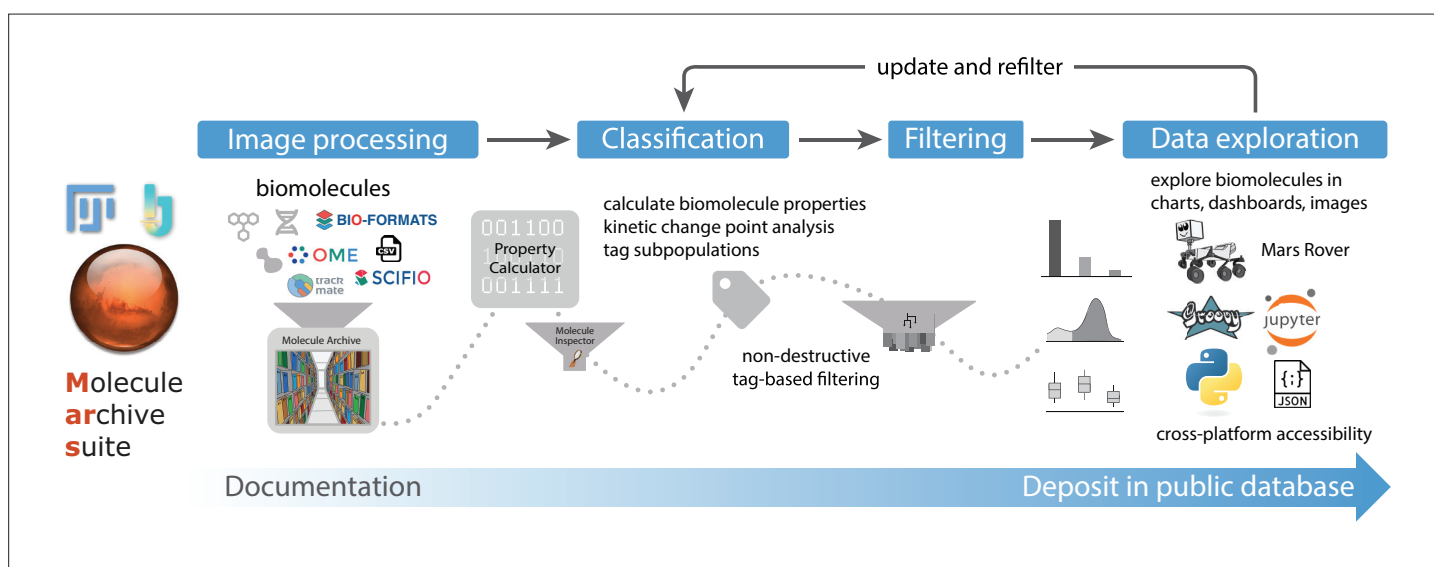 update and refilter
Image processing
Classification
Filtering
Data exploration
biomolecules
BIO-FORMATS
OME
CSV
track
mate
SCIFIO
Molecule Archive
Molecule
archive
suite
001100
Property
Calculator
001111
Molecule
Inspector
calculate biomolecule properties
kinetic change point analysis
tag subpopulations
non-destructive
tag-based filtering
explore biomolecules in
charts, dashboards, images
Mars Rover
Groovy
jupyter
{;}
JSON
cross-platform accessibility
Documentation
Deposit in public database